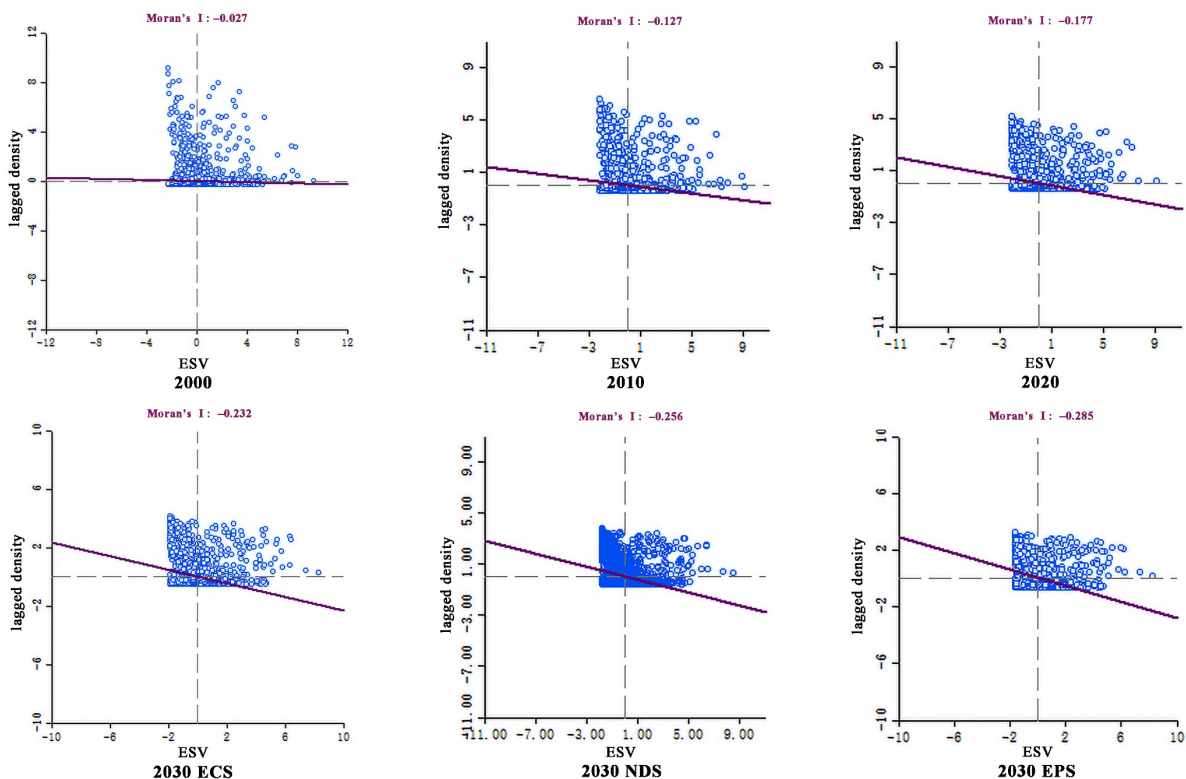 Moran's I: -0.027
12
8
4
0
-4
-8
-12
lagged density
-12 -8 -4 0 4 8 12
ESV
2000
Moran's I: -0.127
9
5
1
-3
-7
-11
lagged density
-11 -7 -3 1 5 9
ESV
2010
Moran's I: -0.177
9
5
1
-3
-7
-11
lagged density
-11 -7 -3 1 5 9
ESV
2020
Moran's I: -0.232
10
6
2
-2
-6
-10
lagged density
-10 -6 -2 2 6 10
ESV
2030 ECS
Moran's I: -0.256
9.00
5.00
1.00
-3.00
-7.00
-11.00
lagged density
-11.00 -7.00 -3.00 1.00 5.00 9.00
ESV
2030 NDS
Moran's I: -0.285
10
6
2
-2
-6
-10
lagged density
-10 -6 -2 2 6 10
ESV
2030 EPS